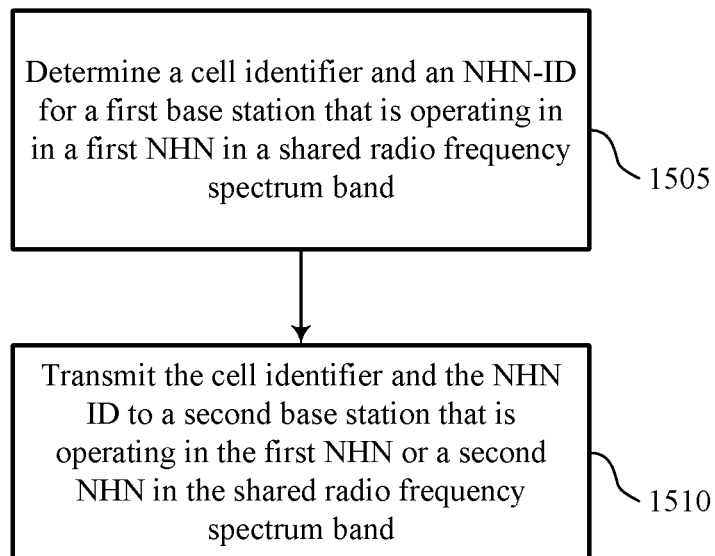 Determine a cell identifier and an NHN-ID
for a first base station that is operating in
in a first NHN in a shared radio frequency
spectrum band
1505
Transmit the cell identifier and the NHN
ID to a second base station that is
operating in the first NHN or a second
NHN in the shared radio frequency
spectrum band
1510